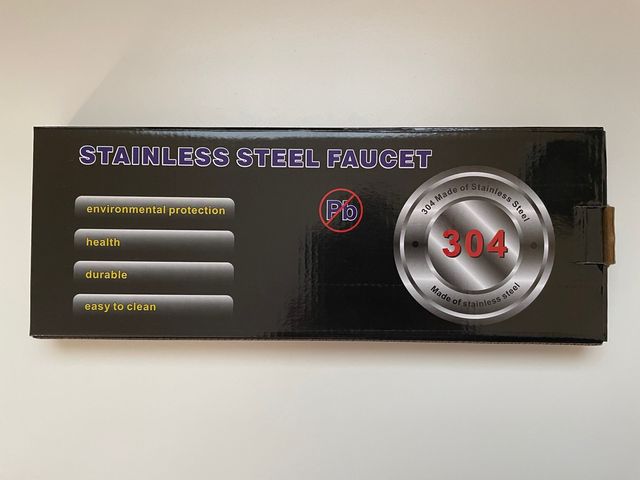 STAINLESS STEEL FAUCET
environmental protection
health
durable
easy to clean
Pb
304 Made of Stainless Steel
304
Made of stainless steel